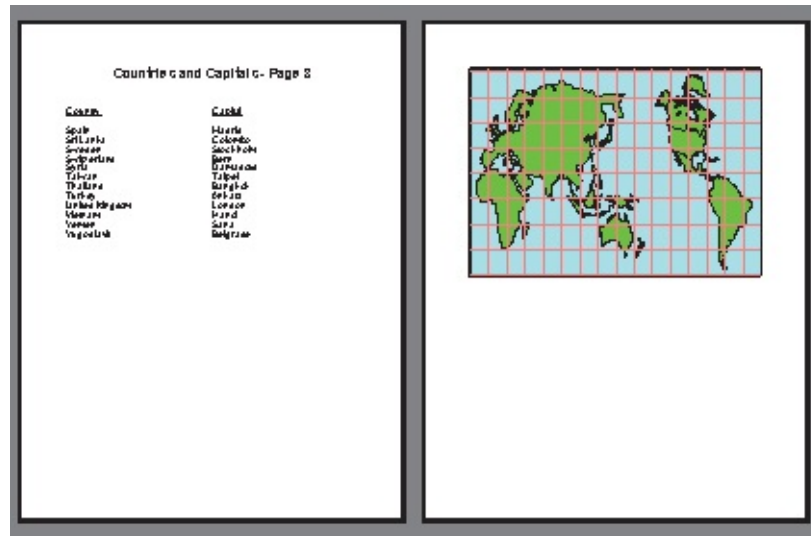 Countries and Capitals - Page
Country Capital
Spain Madrid
Sri Lanka Colombo
Sweden Stockholm
Switzerland Bern
Syria Damascus
Taiwan Taipei
Thailand Bangkok
Turkey Ankara
United Kingdom London
Vietnam Hanoi
Yemen Sana
Yugoslavia Belgrade